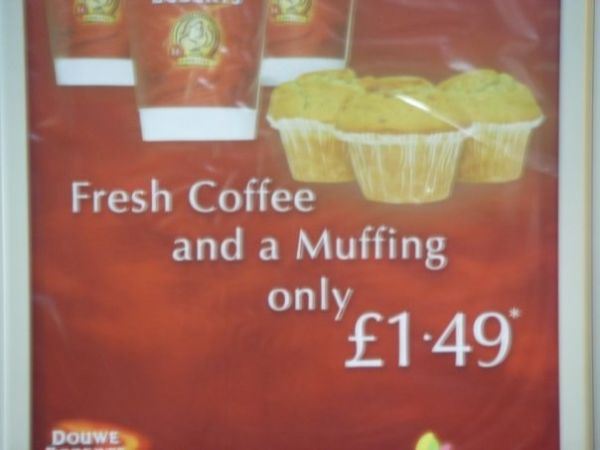 Fresh Coffee
and a Muffing
only
£1·49*
DOUWE